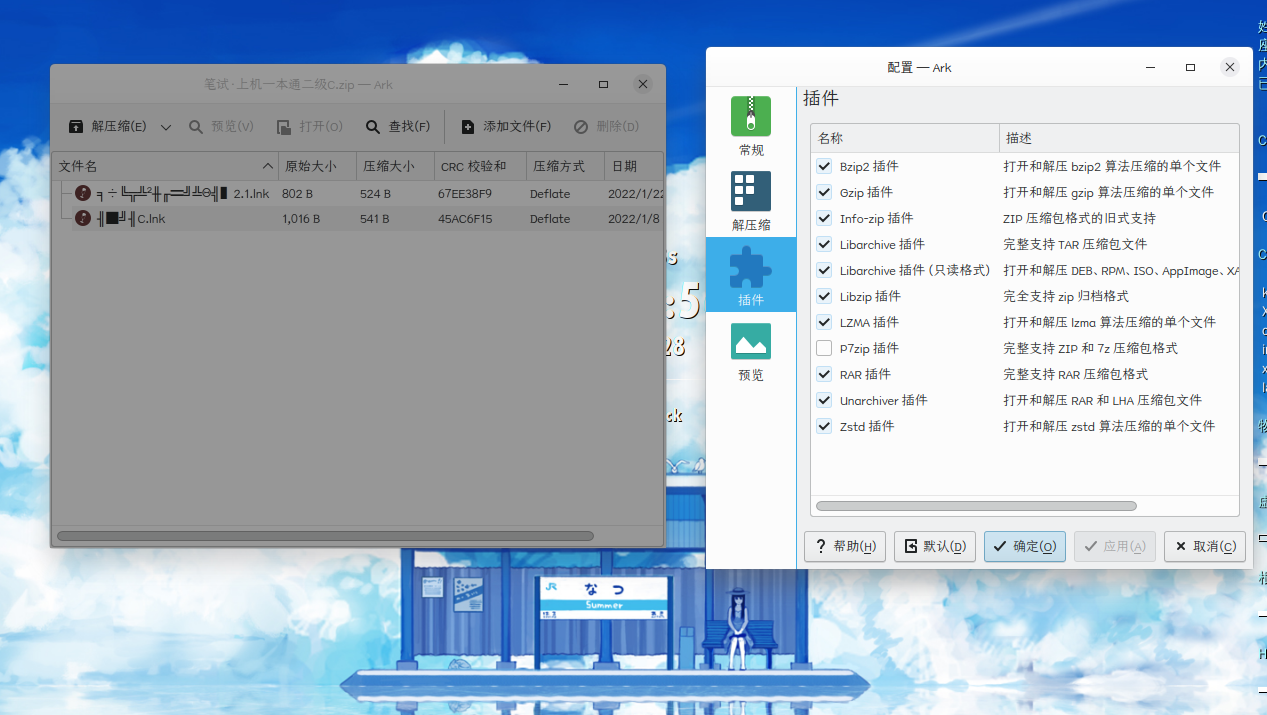 笔试·上机一本通二级C.zip — Ark
解压缩(E)
预览(V)
打开(O)
查找(F)
添加文件(F)
删除(D)
文件名
原始大小
压缩大小
CRC 校验和
压缩方式
日期
2.1.lnk 802 B 524 B 67EE38F9 Deflate 2022/1/22
C.lnk 1,016 B 541 B 45AC6F15 Deflate 2022/1/8
配置 — Ark
常规
解压缩
插件
预览
插件
名称 描述
Bzip2 插件 打开和解压 bzip2 算法压缩的单个文件
Gzip 插件 打开和解压 gzip 算法压缩的单个文件
Info-zip 插件 ZIP 压缩包格式的旧式支持
Libarchive 插件 完整支持 TAR 压缩包文件
Libarchive 插件 (只读格式) 打开和解压 DEB、RPM、ISO、AppImage、XA
Libzip 插件 完全支持 zip 归档格式
LZMA 插件 打开和解压 lzma 算法压缩的单个文件
P7zip 插件 完整支持 ZIP 和 7z 压缩包格式
RAR 插件 完整支持 RAR 压缩包格式
Unarchiver 插件 打开和解压 RAR 和 LHA 压缩包文件
Zstd 插件 打开和解压 zstd 算法压缩的单个文件
帮助(H)
默认(D)
确定(O)
应用(A)
取消(C)
:5
28
ck
JR
なつ
Summer